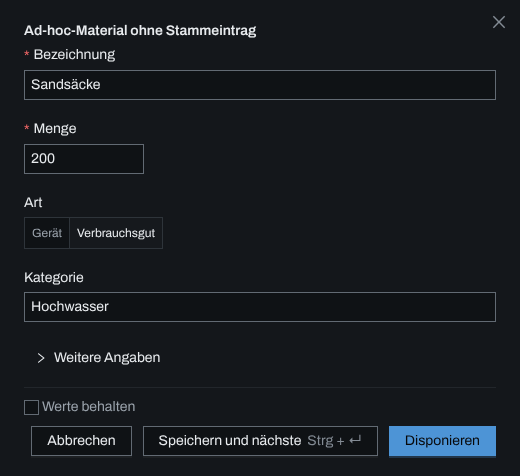 Ad-hoc-Material ohne Stammeintrag
* Bezeichnung
Sandsäcke
* Menge
200
Art
Gerät Verbrauchsgut
Kategorie
Hochwasser
Weitere Angaben
Werte behalten
Abbrechen Speichern und nächste Strg + ↵ Disponieren